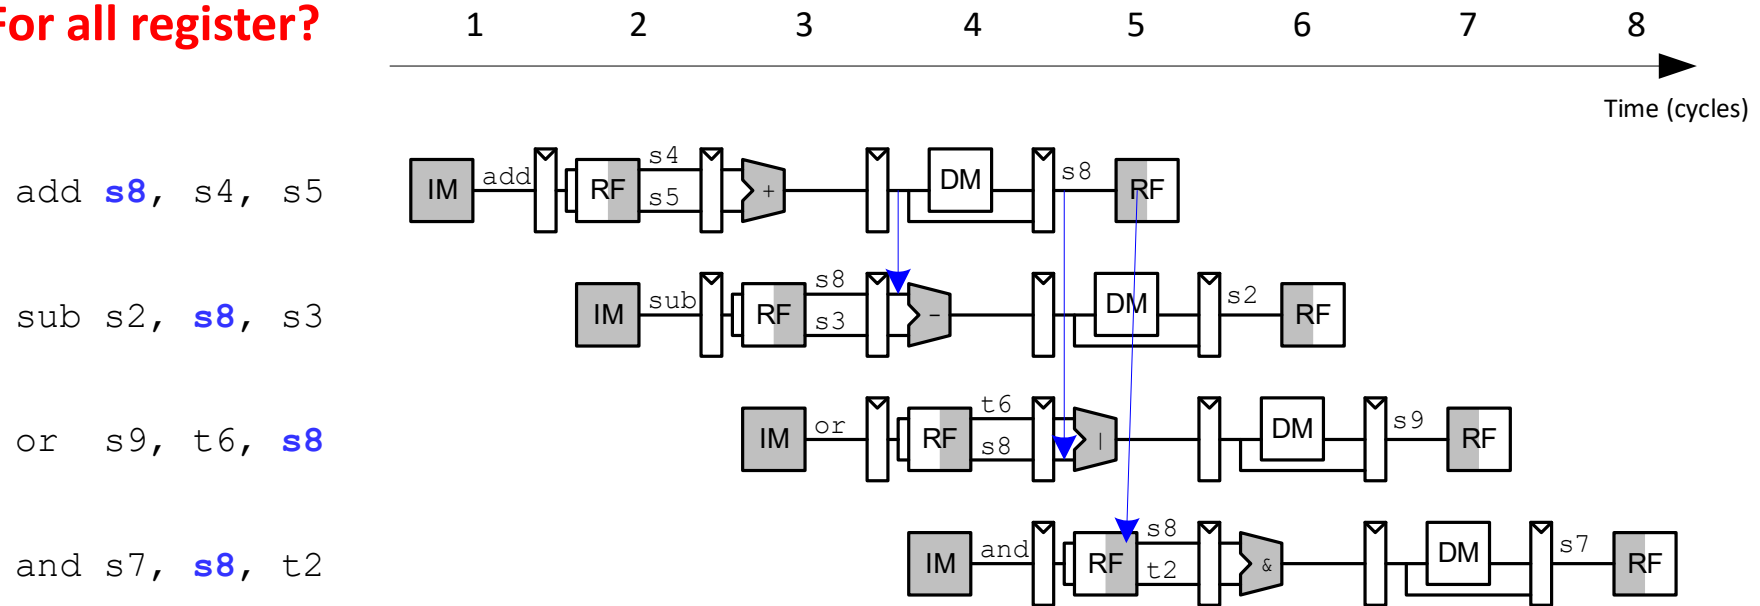 For all register?
1 2 3 4 5 6 7 8
Time (cycles)
add s8, s4, s5
IM add RF s4 s5 + DM s8 RF
sub s2, s8, s3
IM sub RF s8 s3 - DM s2 RF
or s9, t6, s8
IM or RF t6 s8 | DM s9 RF
and s7, s8, t2
IM and RF s8 t2 & DM s7 RF